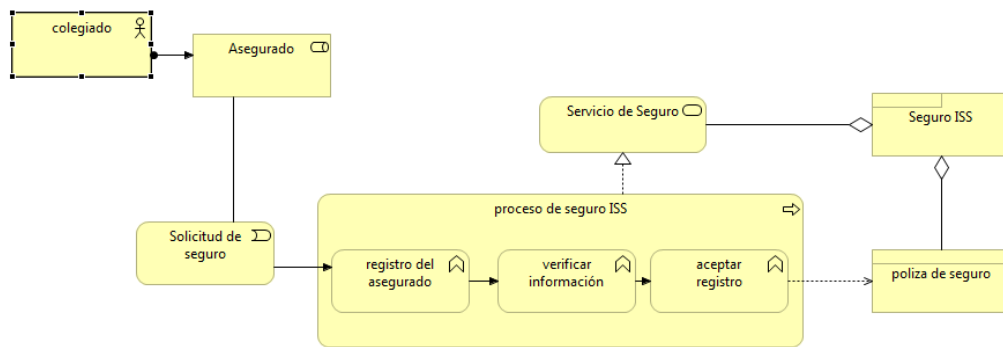 colegiado
Asegurado
Servicio de Seguro
Seguro ISS
proceso de seguro ISS
Solicitud de
seguro
registro del
asegurado
verificar
información
aceptar
registro
poliza de seguro